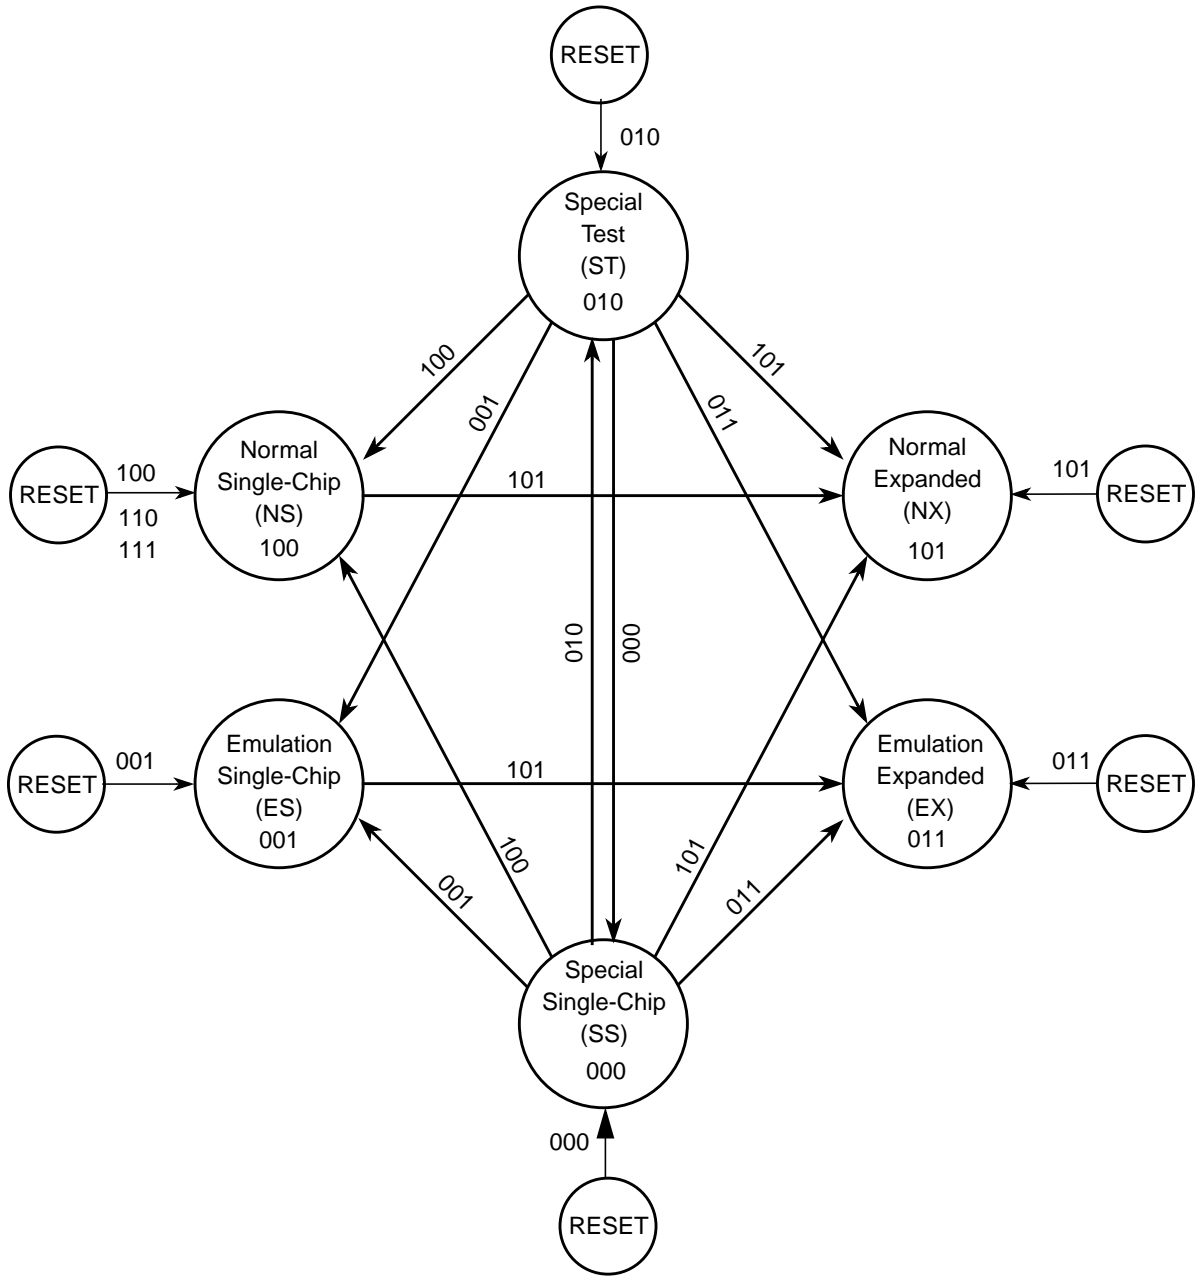 RESET
010
Special
Test
(ST)
010
100
001
101
011
Normal
Single-Chip
(NS)
100
Normal
Expanded
(NX)
101
RESET
100
110
111
101
101
RESET
010
000
Emulation
Single-Chip
(ES)
001
Emulation
Expanded
(EX)
011
RESET
001
101
011
RESET
001
100
101
011
Special
Single-Chip
(SS)
000
000
RESET